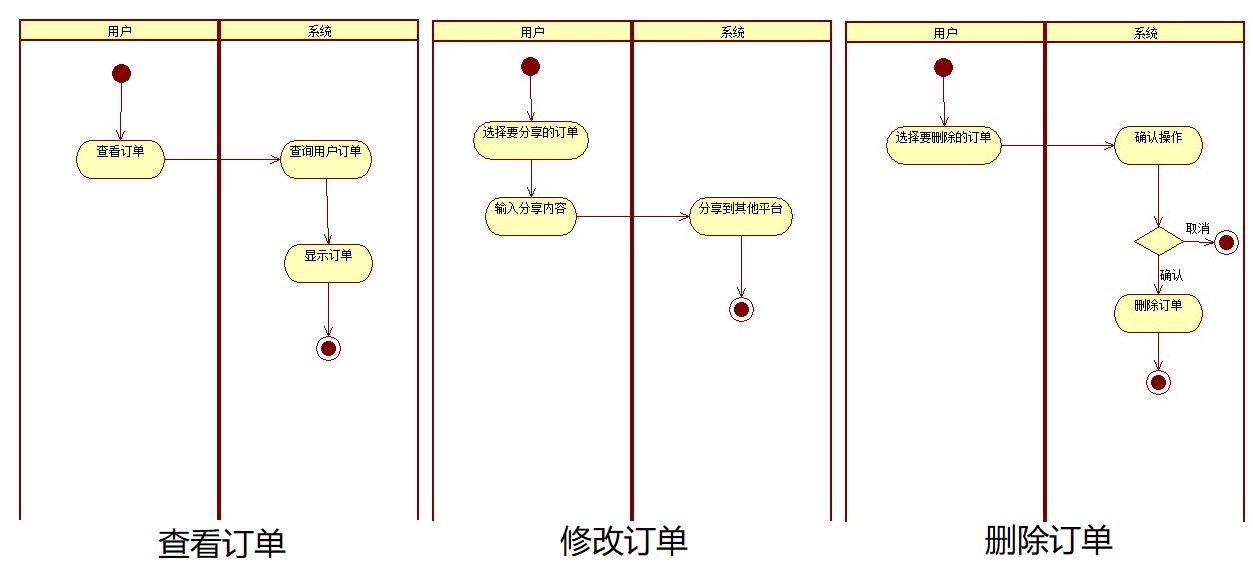 用户
系统
查看订单
查询用户订单
显示订单
查看订单
用户
系统
选择要分享的订单
输入分享内容
分享到其他平台
修改订单
用户
系统
选择要删除的订单
确认操作
取消
确认
删除订单
删除订单